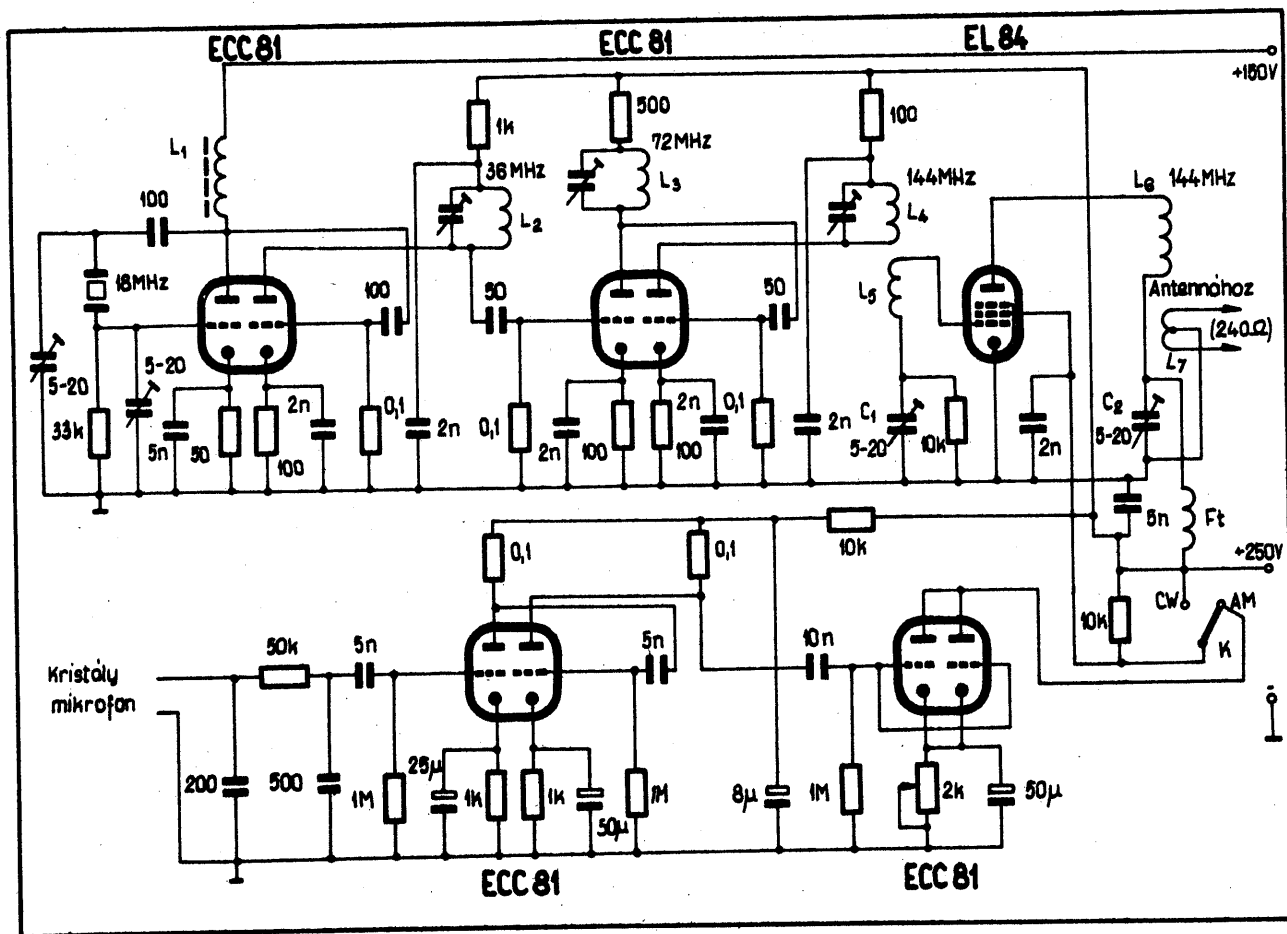 ECC 81
ECC 81
EL 84
+150V
L1
1k
500
72MHz
100
36MHz
L3
144MHz
L6 144MHz
100
L2
L4
18MHz
100
50
50
L5
Antennához
(240Ω)
L7
5-20
5-20
33k
5n
50
100
2n
0,1
2n
0,1
2n
100
100
2n
0,1
2n
C1
5-20
10k
2n
C2
5-20
5n
Ft
0,1
0,1
10k
+250V
CW
AM
K
10k
Kristály
mikrofon
50k
5n
5n
10n
-
200
500
1M
25μ
1k
1k
50μ
1M
8μ
1M
2k
50μ
ECC 81
ECC 81